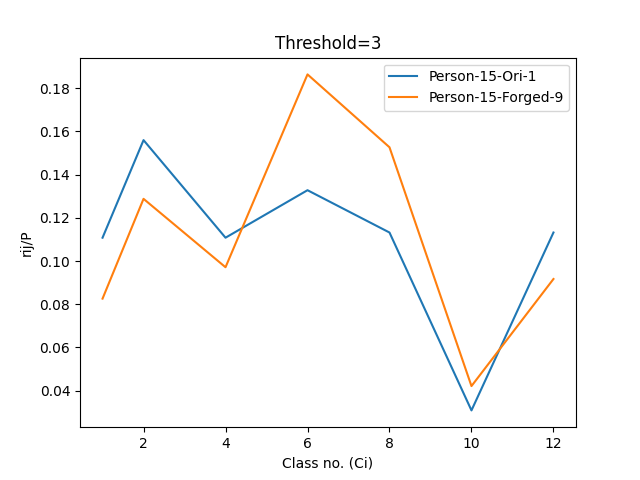 Threshold=3
Person-15-Ori-1
Person-15-Forged-9
rij/P
0.18
0.16
0.14
0.12
0.10
0.08
0.06
0.04
2 4 6 8 10 12
Class no. (Ci)